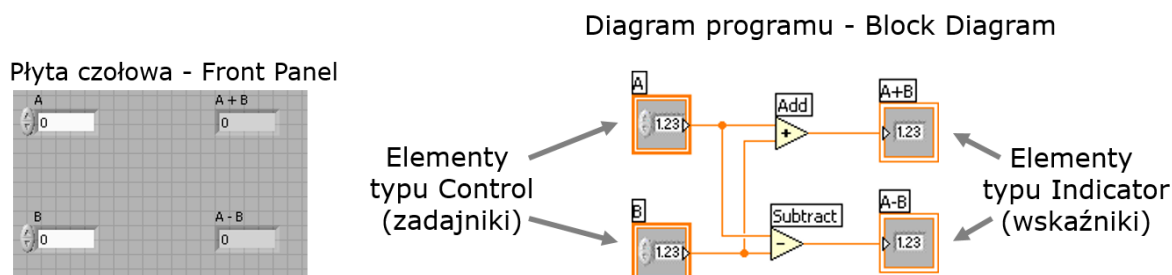 Diagram programu - Block Diagram
Płyta czołowa - Front Panel
A
0
A + B
0
B
0
A - B
0
Elementy
typu Control
(zadajniki)
A
1.23
B
1.23
Add
+
Subtract
-
A+B
1.23
A-B
1.23
Elementy
typu Indicator
(wskaźniki)